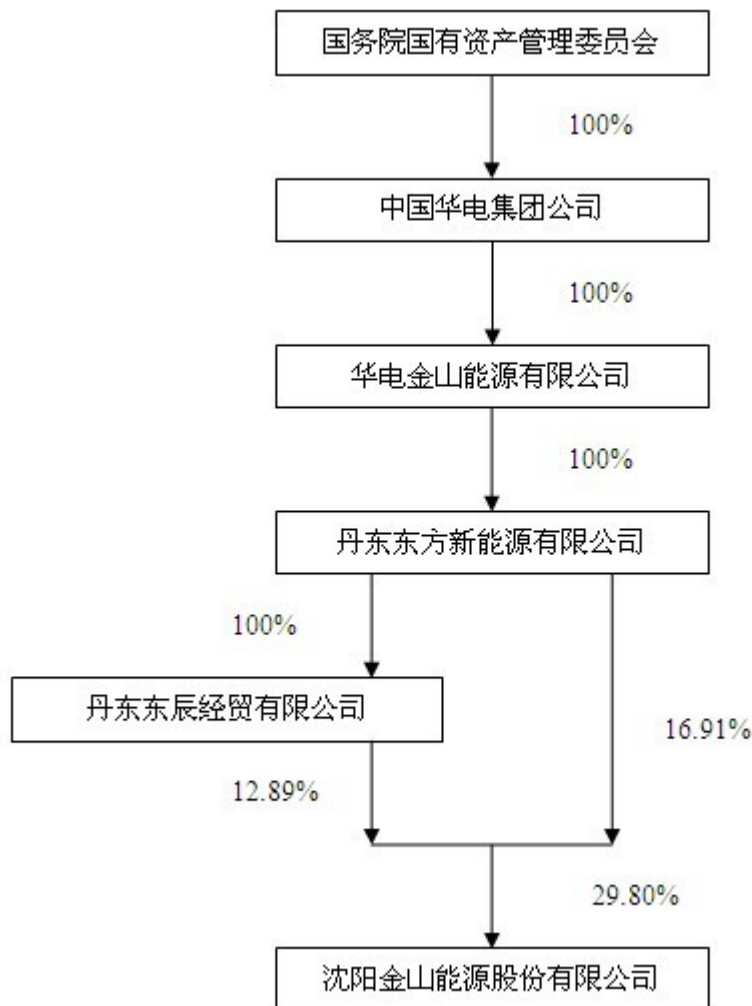 国务院国有资产管理委员会
100%
中国华电集团公司
100%
华电金山能源有限公司
100%
丹东东方新能源有限公司
100%
丹东东辰经贸有限公司
16.91%
12.89%
29.80%
沈阳金山能源股份有限公司